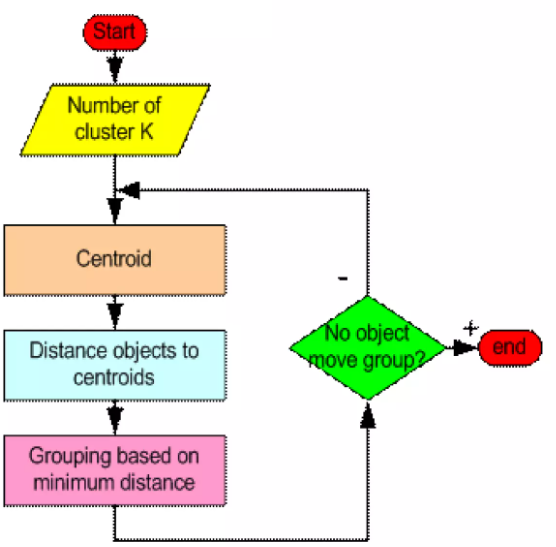 Start
Number of
cluster K
Centroid
Distance objects to
centroids
Grouping based on
minimum distance
-
No object
move group?
+
end